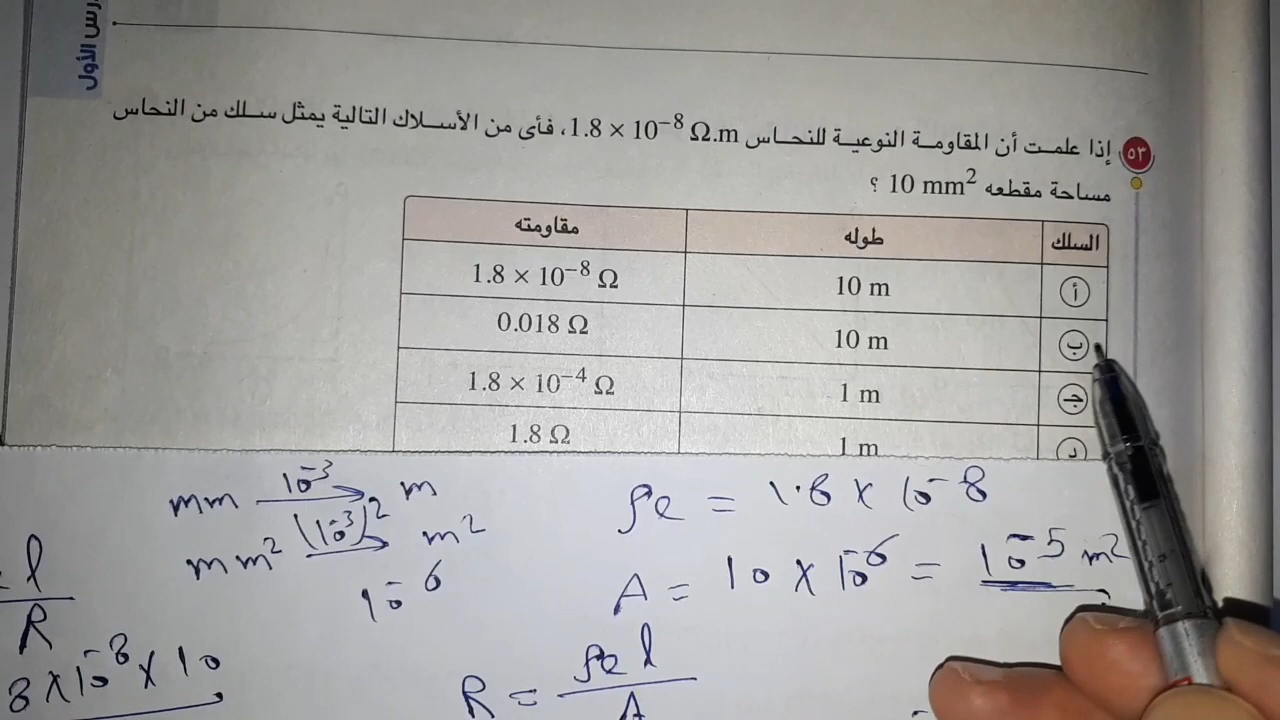 درس الأول
٥٣ إذا علمت أن المقاومة النوعية للنحاس 1.8 × 10⁻⁸ Ω.m، فأى من الأسلاك التالية يمثل سلك من النحاس
مساحة مقطعه 10 mm² ؟
السلك طوله مقاومته
أ 10 m 1.8 × 10⁻⁸ Ω
ب 10 m 0.018 Ω
ج 1 m 1.8 × 10⁻⁴ Ω
د 1 m 1.8 Ω
mm 10⁻³ m
mm² (10⁻³)² m²
10⁻⁶
ρe = 1.8 × 10⁻⁸
A = 10 × 10⁻⁶ = 10⁻⁵ m²
R = ρe l / A
l / R
8 × 10⁻⁸ × 10